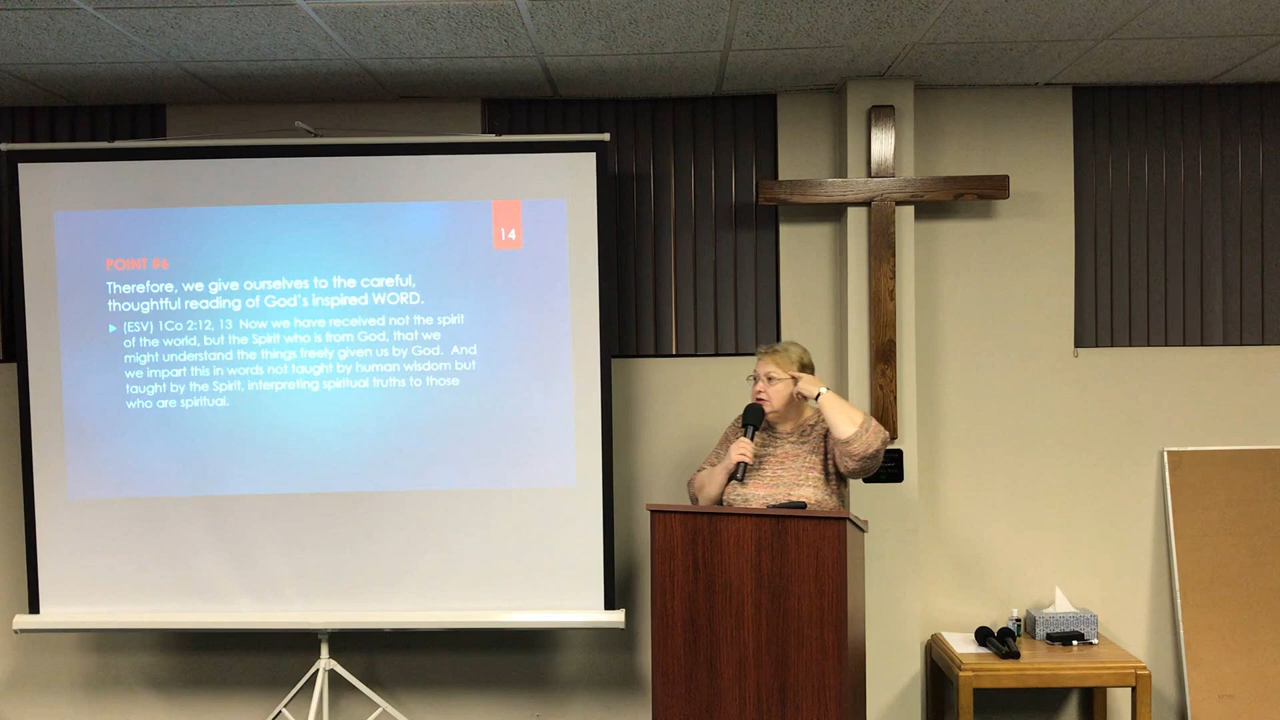 14
POINT #6
Therefore, we give ourselves to the careful,
thoughtful reading of God's inspired WORD.
(ESV) 1Co 2:12, 13 Now we have received not the spirit
of the world, but the Spirit who is from God, that we
might understand the things freely given us by God. And
we impart this in words not taught by human wisdom but
taught by the Spirit, interpreting spiritual truths to those
who are spiritual.